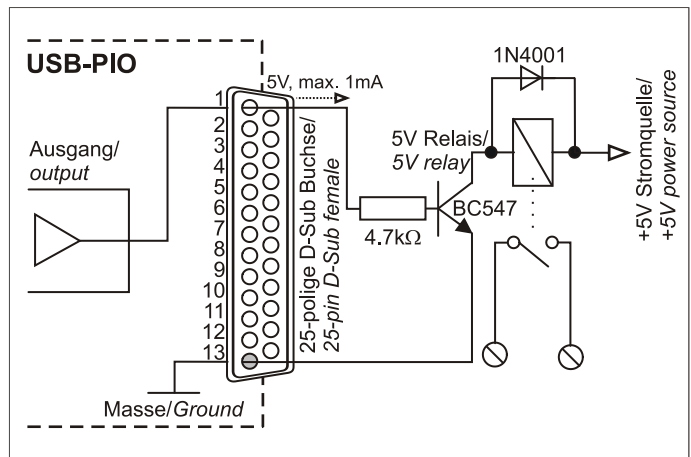 USB-PIO
Ausgang/
output
1
2
3
4
5
6
7
8
9
10
11
12
13
Masse/Ground
5V, max. 1mA
25-polige D-Sub Buchse/
25-pin D-Sub female
4.7kΩ
BC547
5V Relais/
5V relay
1N4001
+5V Stromquelle/
+5V power source